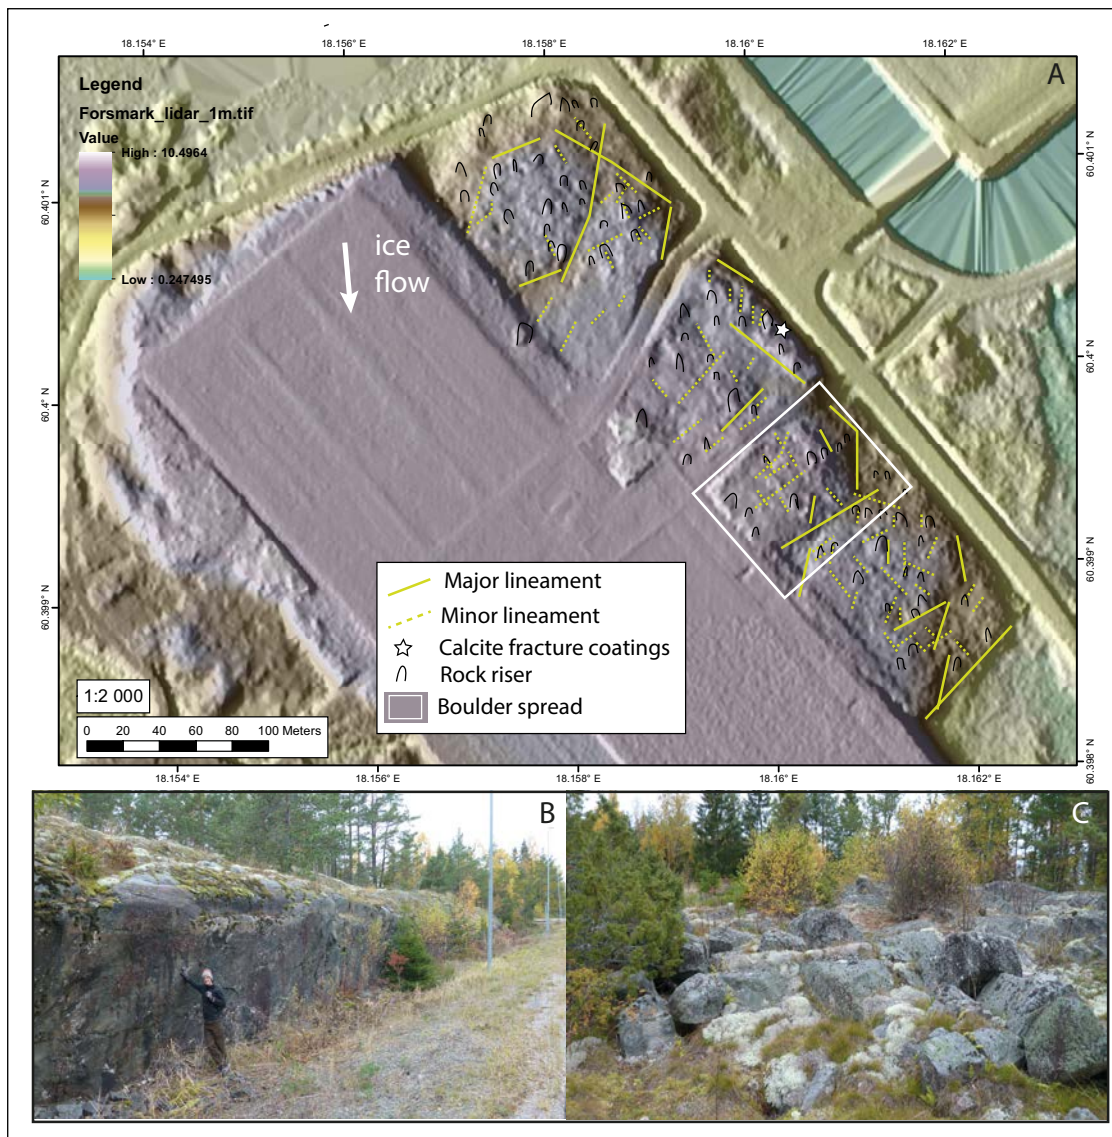 18.154° E 18.156° E 18.158° E 18.16° E 18.162° E
A
Legend
Forsmark_lidar_1m.tif
Value
High : 10.4964
Low : 0.247495
60.401° N
60.401° N
ice
flow
60.4° N
60.4° N
60.399° N
60.399° N
60.398° N
Major lineament
Minor lineament
Calcite fracture coatings
Rock riser
Boulder spread
1:2 000
0 20 40 60 80 100 Meters
18.154° E 18.156° E 18.158° E 18.16° E 18.162° E
B
C